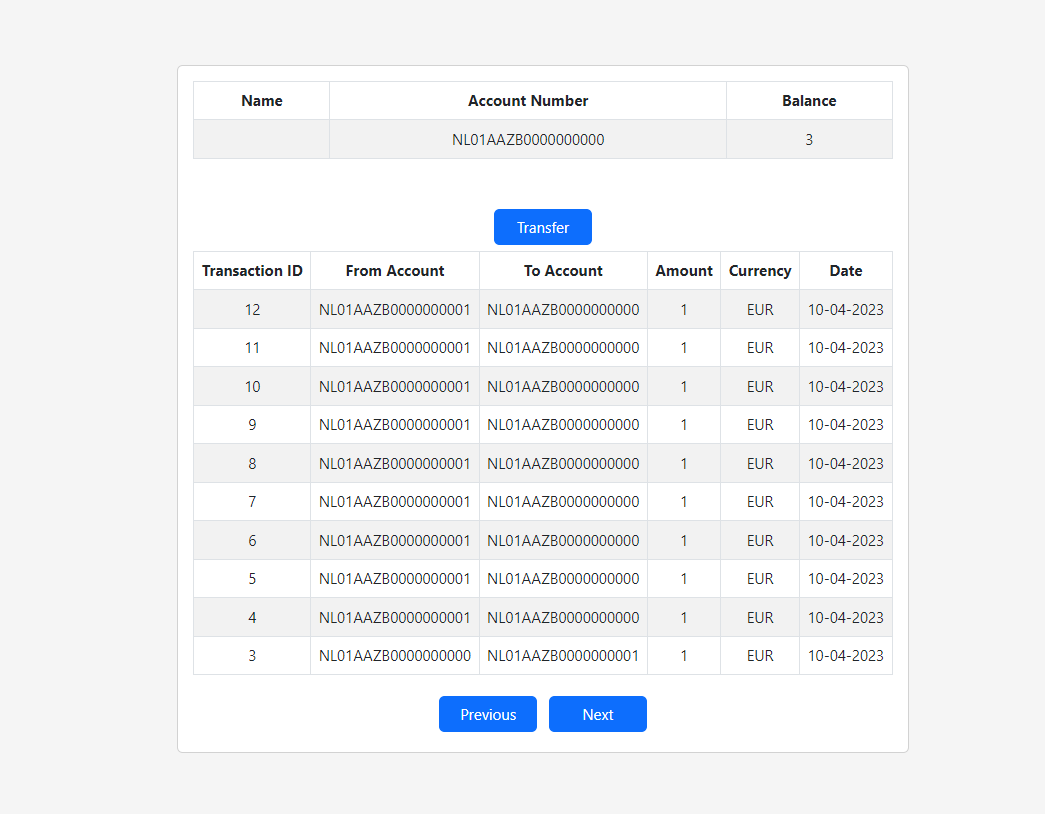 Name Account Number Balance
NL01AAZB0000000000 3
Transfer
Transaction ID From Account To Account Amount Currency Date
12 NL01AAZB0000000001 NL01AAZB0000000000 1 EUR 10-04-2023
11 NL01AAZB0000000001 NL01AAZB0000000000 1 EUR 10-04-2023
10 NL01AAZB0000000001 NL01AAZB0000000000 1 EUR 10-04-2023
9 NL01AAZB0000000001 NL01AAZB0000000000 1 EUR 10-04-2023
8 NL01AAZB0000000001 NL01AAZB0000000000 1 EUR 10-04-2023
7 NL01AAZB0000000001 NL01AAZB0000000000 1 EUR 10-04-2023
6 NL01AAZB0000000001 NL01AAZB0000000000 1 EUR 10-04-2023
5 NL01AAZB0000000001 NL01AAZB0000000000 1 EUR 10-04-2023
4 NL01AAZB0000000001 NL01AAZB0000000000 1 EUR 10-04-2023
3 NL01AAZB0000000000 NL01AAZB0000000001 1 EUR 10-04-2023
Previous Next